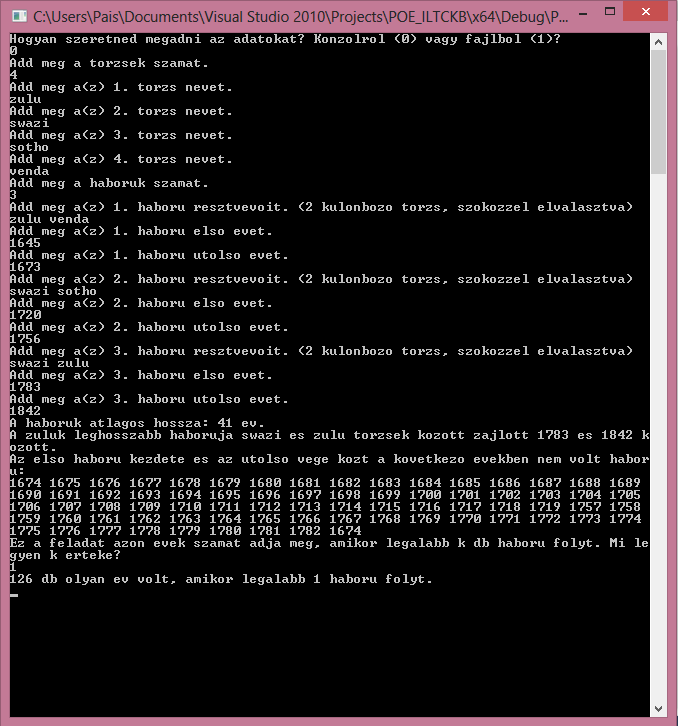 C:\Users\Pais\Documents\Visual Studio 2010\Projects\POE_ILTCKB\x64\Debug\P...
Hogyan szeretned megadni az adatokat? Konzolrol (0) vagy fajlbol (1)?
0
Add meg a torzsek szamat.
4
Add meg a(z) 1. torzs nevet.
zulu
Add meg a(z) 2. torzs nevet.
swazi
Add meg a(z) 3. torzs nevet.
sotho
Add meg a(z) 4. torzs nevet.
venda
Add meg a haboruk szamat.
3
Add meg a(z) 1. haboru resztvevoit. (2 kulonbozo torzs, szokozzel elvalasztva)
zulu venda
Add meg a(z) 1. haboru elso evet.
1645
Add meg a(z) 1. haboru utolso evet.
1673
Add meg a(z) 2. haboru resztvevoit. (2 kulonbozo torzs, szokozzel elvalasztva)
swazi sotho
Add meg a(z) 2. haboru elso evet.
1720
Add meg a(z) 2. haboru utolso evet.
1756
Add meg a(z) 3. haboru resztvevoit. (2 kulonbozo torzs, szokozzel elvalasztva)
swazi zulu
Add meg a(z) 3. haboru elso evet.
1783
Add meg a(z) 3. haboru utolso evet.
1842
A haboruk atlagos hossza: 41 ev.
A zuluk leghosszabb haboruja swazi es zulu torzsek kozott zajlott 1783 es 1842 k
ozott.
Az elso haboru kezdete es az utolso vege kozt a kovetkezo evekben nem volt habor
u:
1674 1675 1676 1677 1678 1679 1680 1681 1682 1683 1684 1685 1686 1687 1688 1689
1690 1691 1692 1693 1694 1695 1696 1697 1698 1699 1700 1701 1702 1703 1704 1705
1706 1707 1708 1709 1710 1711 1712 1713 1714 1715 1716 1717 1718 1719 1757 1758
1759 1760 1761 1762 1763 1764 1765 1766 1767 1768 1769 1770 1771 1772 1773 1774
1775 1776 1777 1778 1779 1780 1781 1782 1674
Ez a feladat azon evek szamat adja meg, amikor legalabb k db haboru folyt. Mi le
gyen k erteke?
1
126 db olyan ev volt, amikor legalabb 1 haboru folyt.